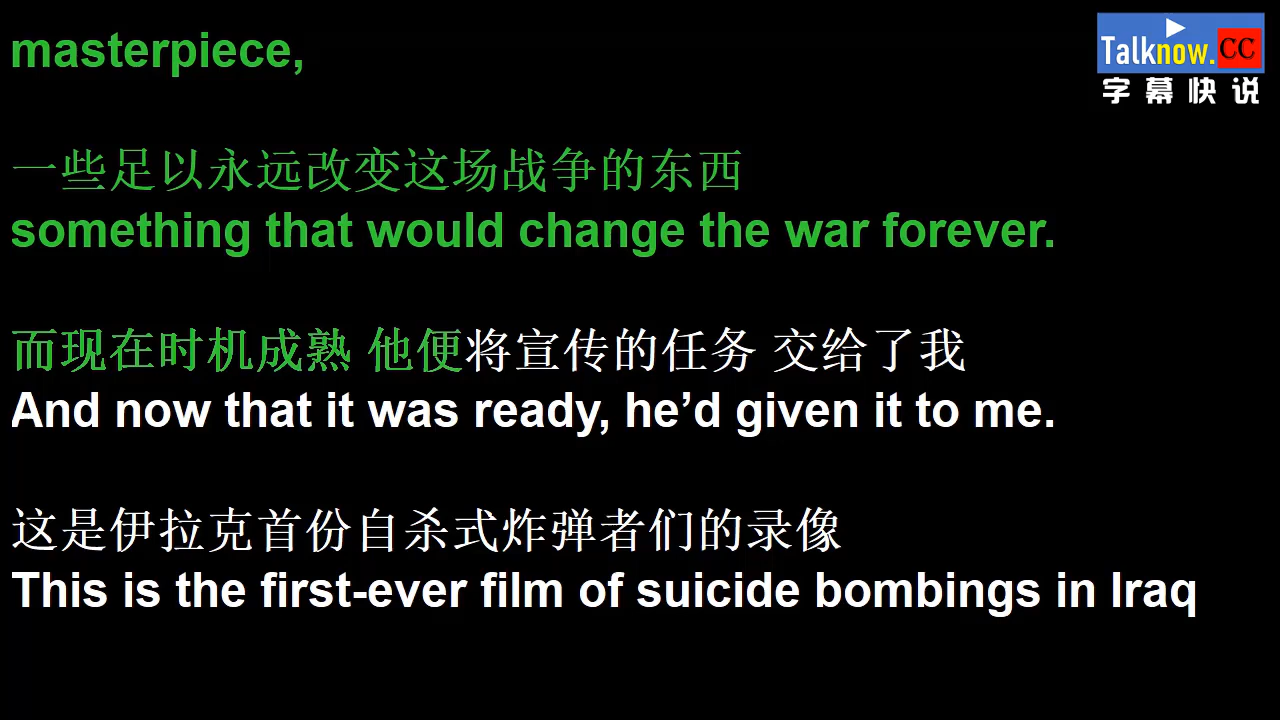 masterpiece,
Talknow.CC
字幕快说
一些足以永远改变这场战争的东西
something that would change the war forever.
而现在时机成熟 他便将宣传的任务 交给了我
And now that it was ready, he’d given it to me.
这是伊拉克首份自杀式炸弹者们的录像
This is the first-ever film of suicide bombings in Iraq